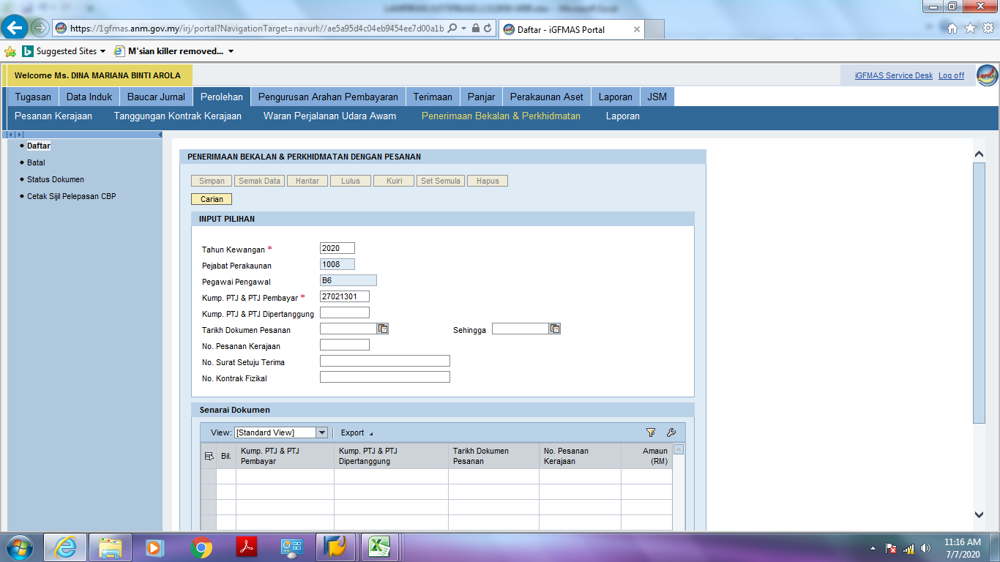 https://1gfmas.anm.gov.my/irj/portal?NavigationTarget=navurl://ae5a95d4c04eb9454ee7d00a1b
Daftar - iGFMAS Portal
Suggested Sites
M'sian killer removed...
Welcome Ms. DINA MARIANA BINTI AROLA
iGFMAS Service Desk Log off
Tugasan Data Induk Baucar Jurnal Perolehan Pengurusan Arahan Pembayaran Terimaan Panjar Perakaunan Aset Laporan JSM
Pesanan Kerajaan Tanggungan Kontrak Kerajaan Waran Perjalanan Udara Awam Penerimaan Bekalan & Perkhidmatan Laporan
Daftar
Batal
Status Dokumen
Cetak Sijil Pelepasan CBP
PENERIMAAN BEKALAN & PERKHIDMATAN DENGAN PESANAN
Simpan Semak Data Hantar Lulus Kuiri Set Semula Hapus
Carian
INPUT PILIHAN
Tahun Kewangan * 2020
Pejabat Perakaunan 1008
Pegawai Pengawal B6
Kump. PTJ & PTJ Pembayar * 27021301
Kump. PTJ & PTJ Dipertanggung
Tarikh Dokumen Pesanan Sehingga
No. Pesanan Kerajaan
No. Surat Setuju Terima
No. Kontrak Fizikal
Senarai Dokumen
View: [Standard View] Export
Bil. Kump. PTJ & PTJ Pembayar Kump. PTJ & PTJ Dipertanggung Tarikh Dokumen Pesanan No. Pesanan Kerajaan Amaun (RM)
11:16 AM
7/7/2020